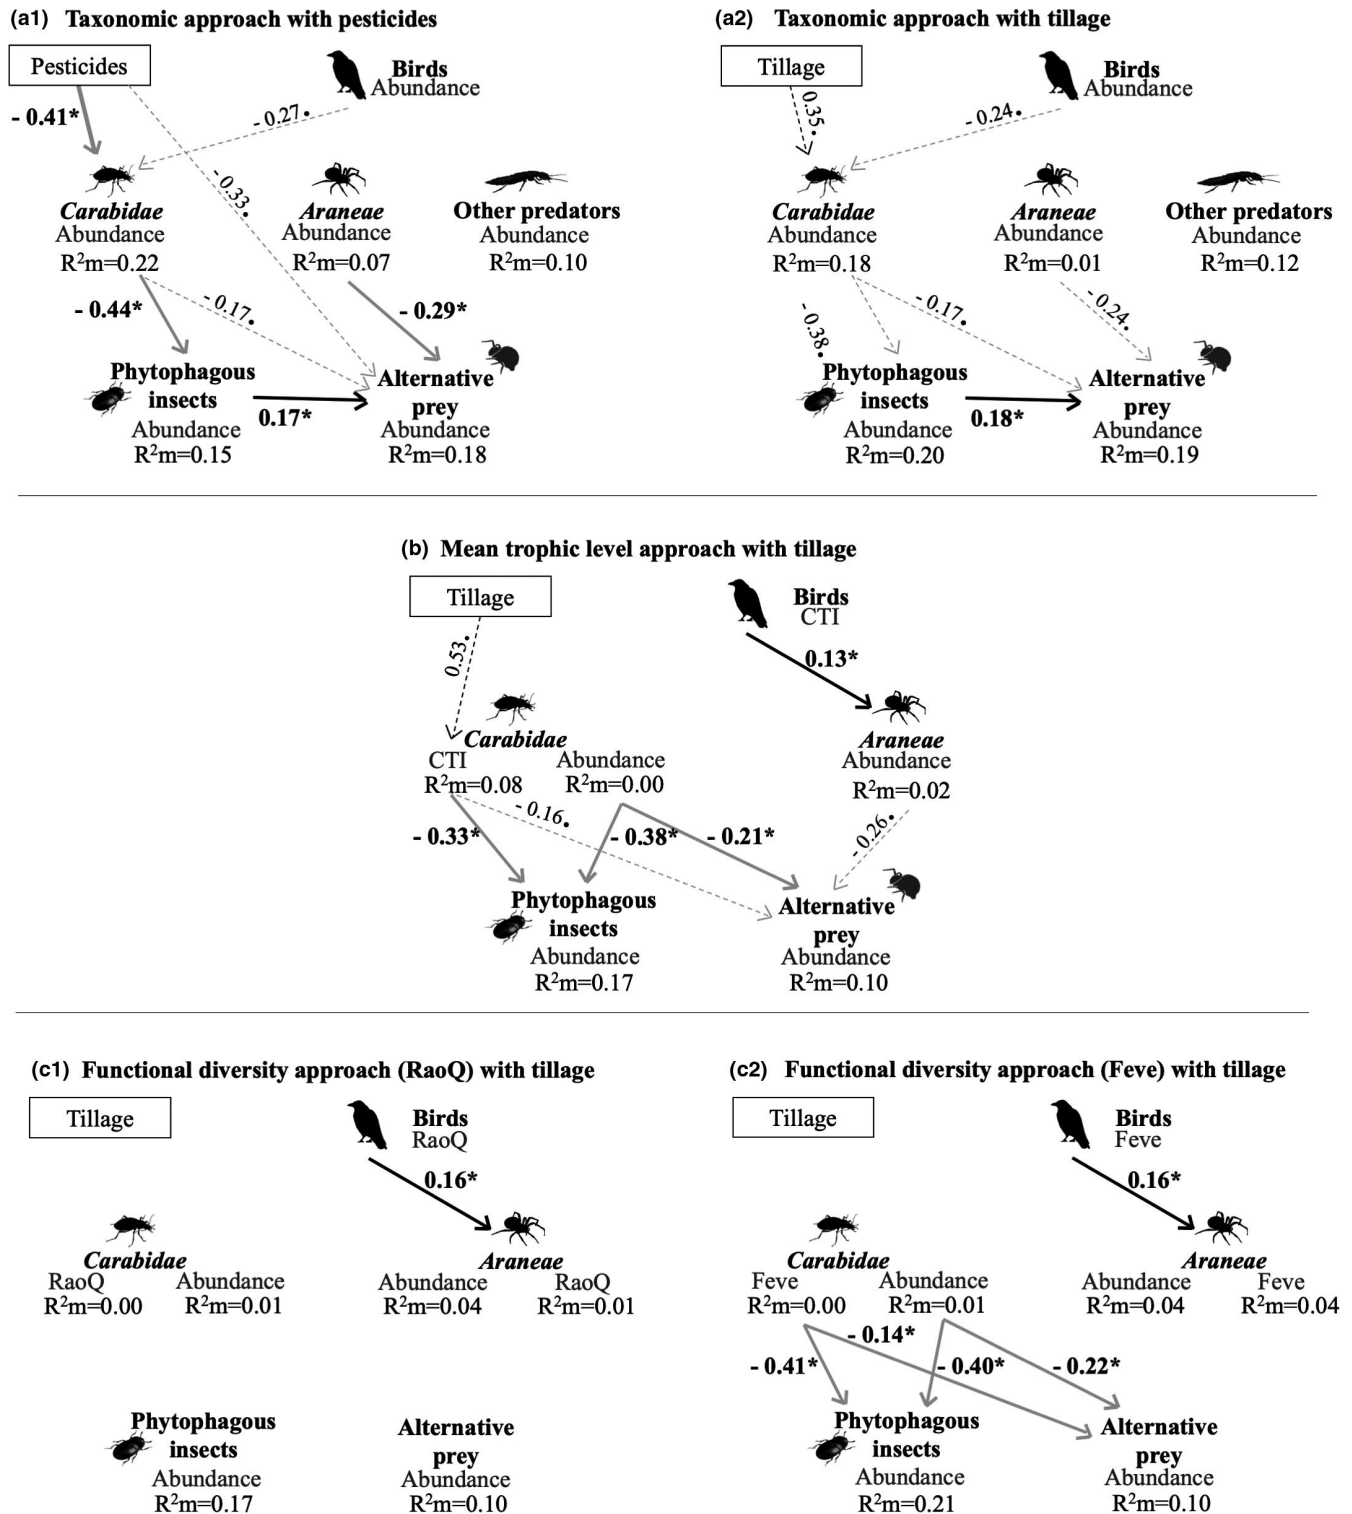 (a1) Taxonomic approach with pesticides
Pesticides
Birds
Abundance
- 0.41*
- 0.27.
- 0.33.
Carabidae
Abundance
R²m=0.22
Araneae
Abundance
R²m=0.07
Other predators
Abundance
R²m=0.10
- 0.44*
- 0.17.
- 0.29*
Phytophagous
insects
Abundance
R²m=0.15
0.17*
Alternative
prey
Abundance
R²m=0.18
(a2) Taxonomic approach with tillage
Tillage
Birds
Abundance
0.35.
- 0.24.
Carabidae
Abundance
R²m=0.18
Araneae
Abundance
R²m=0.01
Other predators
Abundance
R²m=0.12
- 0.38.
- 0.17.
- 0.24.
Phytophagous
insects
Abundance
R²m=0.20
0.18*
Alternative
prey
Abundance
R²m=0.19
(b) Mean trophic level approach with tillage
Tillage
Birds
CTI
0.53.
0.13*
Carabidae
CTI
R²m=0.08
Abundance
R²m=0.00
Araneae
Abundance
R²m=0.02
- 0.33*
- 0.16.
- 0.38*
- 0.21*
- 0.26.
Phytophagous
insects
Abundance
R²m=0.17
Alternative
prey
Abundance
R²m=0.10
(c1) Functional diversity approach (RaoQ) with tillage
Tillage
Birds
RaoQ
0.16*
Carabidae
RaoQ
R²m=0.00
Abundance
R²m=0.01
Araneae
Abundance
R²m=0.04
RaoQ
R²m=0.01
Phytophagous
insects
Abundance
R²m=0.17
Alternative
prey
Abundance
R²m=0.10
(c2) Functional diversity approach (Feve) with tillage
Tillage
Birds
Feve
0.16*
Carabidae
Feve
R²m=0.00
Abundance
R²m=0.01
Araneae
Abundance
R²m=0.04
Feve
R²m=0.04
- 0.14*
- 0.41*
- 0.40*
- 0.22*
Phytophagous
insects
Abundance
R²m=0.21
Alternative
prey
Abundance
R²m=0.10